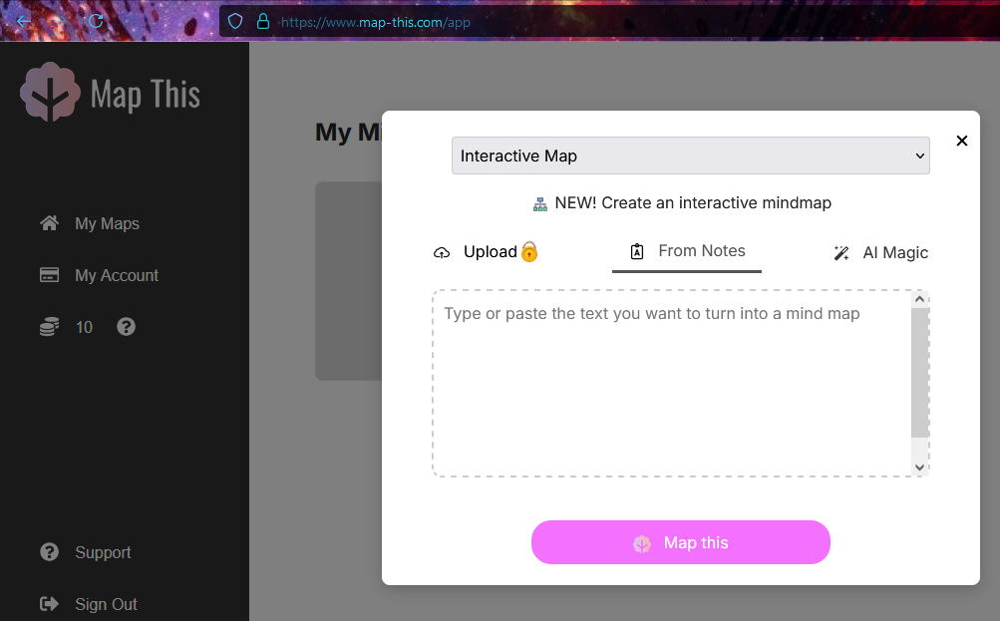 https://www.map-this.com/app
Map This
My Maps
My Account
10
Support
Sign Out
My Mi
Interactive Map
NEW! Create an interactive mindmap
Upload
From Notes
AI Magic
Type or paste the text you want to turn into a mind map
Map this